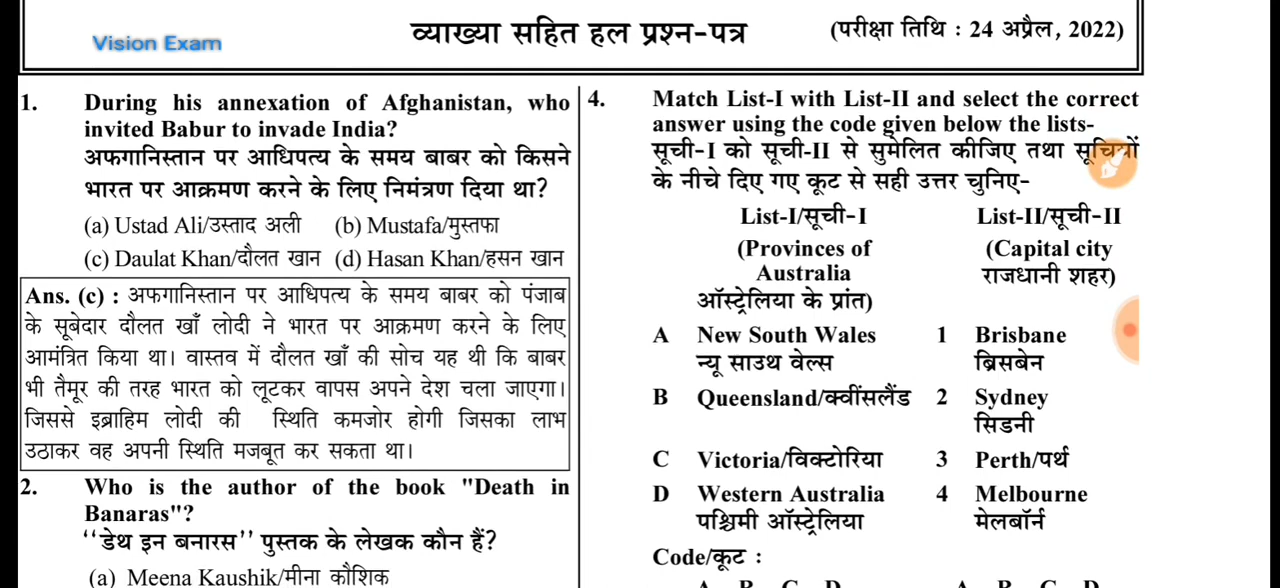 Vision Exam
व्याख्या सहित हल प्रश्न-पत्र
(परीक्षा तिथि : 24 अप्रैल, 2022)
1. During his annexation of Afghanistan, who
invited Babur to invade India?
अफगानिस्तान पर आधिपत्य के समय बाबर को किसने
भारत पर आक्रमण करने के लिए निमंत्रण दिया था?
(a) Ustad Ali/उस्ताद अली (b) Mustafa/मुस्तफा
(c) Daulat Khan/दौलत खान (d) Hasan Khan/हसन खान
Ans. (c) : अफगानिस्तान पर आधिपत्य के समय बाबर को पंजाब
के सूबेदार दौलत खाँ लोदी ने भारत पर आक्रमण करने के लिए
आमंत्रित किया था। वास्तव में दौलत खाँ की सोच यह थी कि बाबर
भी तैमूर की तरह भारत को लूटकर वापस अपने देश चला जाएगा।
जिससे इब्राहिम लोदी की स्थिति कमजोर होगी जिसका लाभ
उठाकर वह अपनी स्थिति मजबूत कर सकता था।
2. Who is the author of the book "Death in
Banaras"?
‘‘डेथ इन बनारस’’ पुस्तक के लेखक कौन हैं?
(a) Meena Kaushik/मीना कौशिक
4. Match List-I with List-II and select the correct
answer using the code given below the lists-
सूची-I को सूची-II से सुमेलित कीजिए तथा सूचित्रों
के नीचे दिए गए कूट से सही उत्तर चुनिए-
List-I/सूची-I List-II/सूची-II
(Provinces of (Capital city
Australia राजधानी शहर)
ऑस्ट्रेलिया के प्रांत)
A New South Wales 1 Brisbane
न्यू साउथ वेल्स ब्रिसबेन
B Queensland/क्वींसलैंड 2 Sydney
सिडनी
C Victoria/विक्टोरिया 3 Perth/पर्थ
D Western Australia 4 Melbourne
पश्चिमी ऑस्ट्रेलिया मेलबॉर्न
Code/कूट :
A B C D A B C D